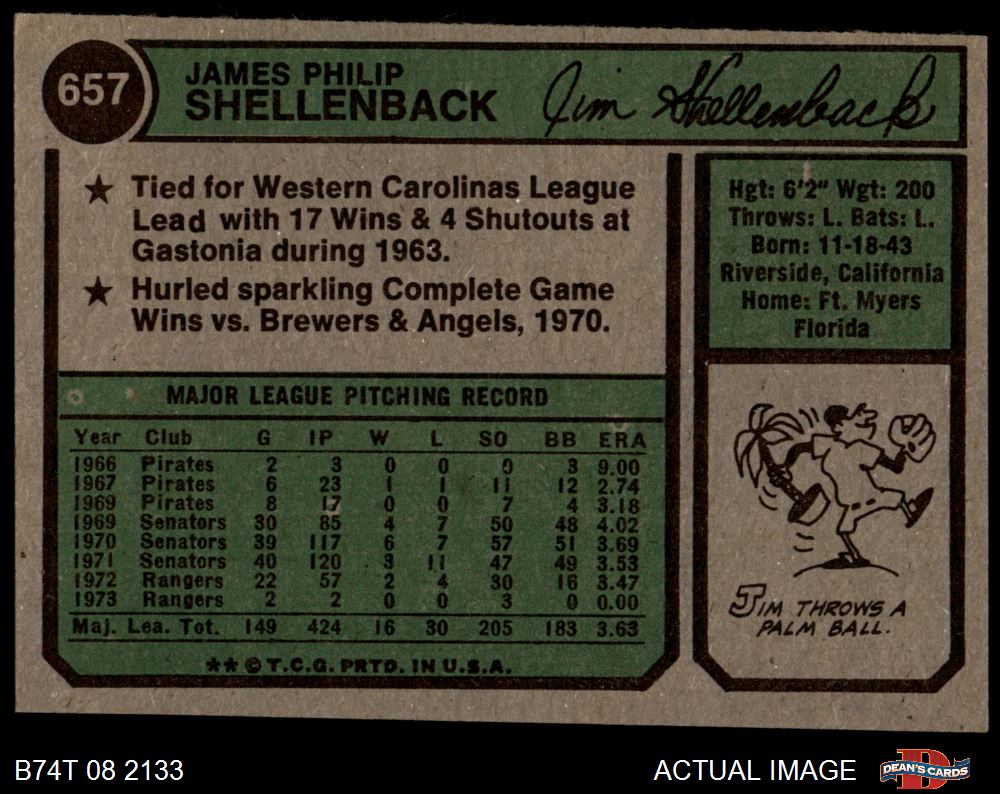 657
JAMES PHILIP
SHELLENBACK
Jim Shellenback
★ Tied for Western Carolinas League
Lead with 17 Wins & 4 Shutouts at
Gastonia during 1963.
★ Hurled sparkling Complete Game
Wins vs. Brewers & Angels, 1970.
Hgt: 6'2" Wgt: 200
Throws: L. Bats: L.
Born: 11-18-43
Riverside, California
Home: Ft. Myers
Florida
MAJOR LEAGUE PITCHING RECORD
Year Club G IP W L SO BB ERA
1966 Pirates 2 3 0 0 0 3 9.00
1967 Pirates 6 23 1 1 11 12 2.74
1969 Pirates 8 17 0 0 7 4 3.18
1969 Senators 30 85 4 7 50 48 4.02
1970 Senators 39 117 6 7 57 51 3.69
1971 Senators 40 120 3 11 47 49 3.53
1972 Rangers 22 57 2 4 30 16 3.47
1973 Rangers 2 2 0 0 3 0 0.00
Maj. Lea. Tot. 149 424 16 30 205 183 3.63
** © T.C.G. PRTD. IN U.S.A.
JIM THROWS A
PALM BALL.
B74T 08 2133
ACTUAL IMAGE
DEAN'S CARDS